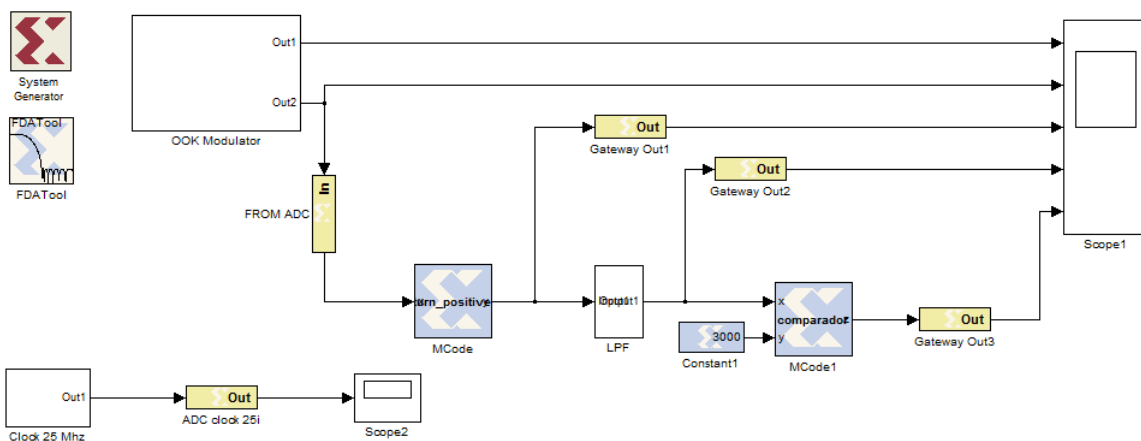 System
Generator
FDATool
FDATool
Out1
Out2
OOK Modulator
In
FROM ADC
Out
Gateway Out1
Out
Gateway Out2
Scope1
MCode
LPF
3000
Constant1
x
y
comparador
MCode1
Out
Gateway Out3
Out1
Clock 25 Mhz
Out
ADC clock 25i
Scope2